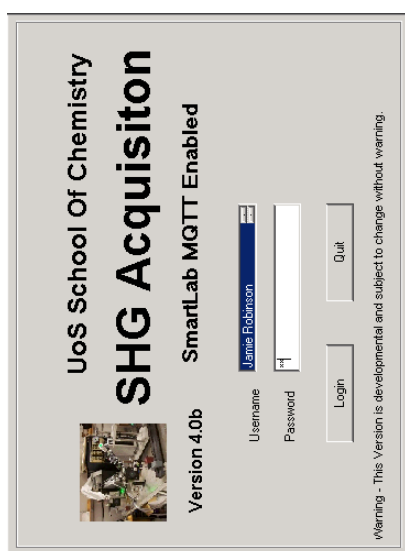 UoS School Of Chemistry
SHG Acquisiton
Version 4.0b
SmartLab MQTT Enabled
Username
Jamie Robinson
Password
**
Login
Quit
Warning - This Version is developmental and subject to change without warning.